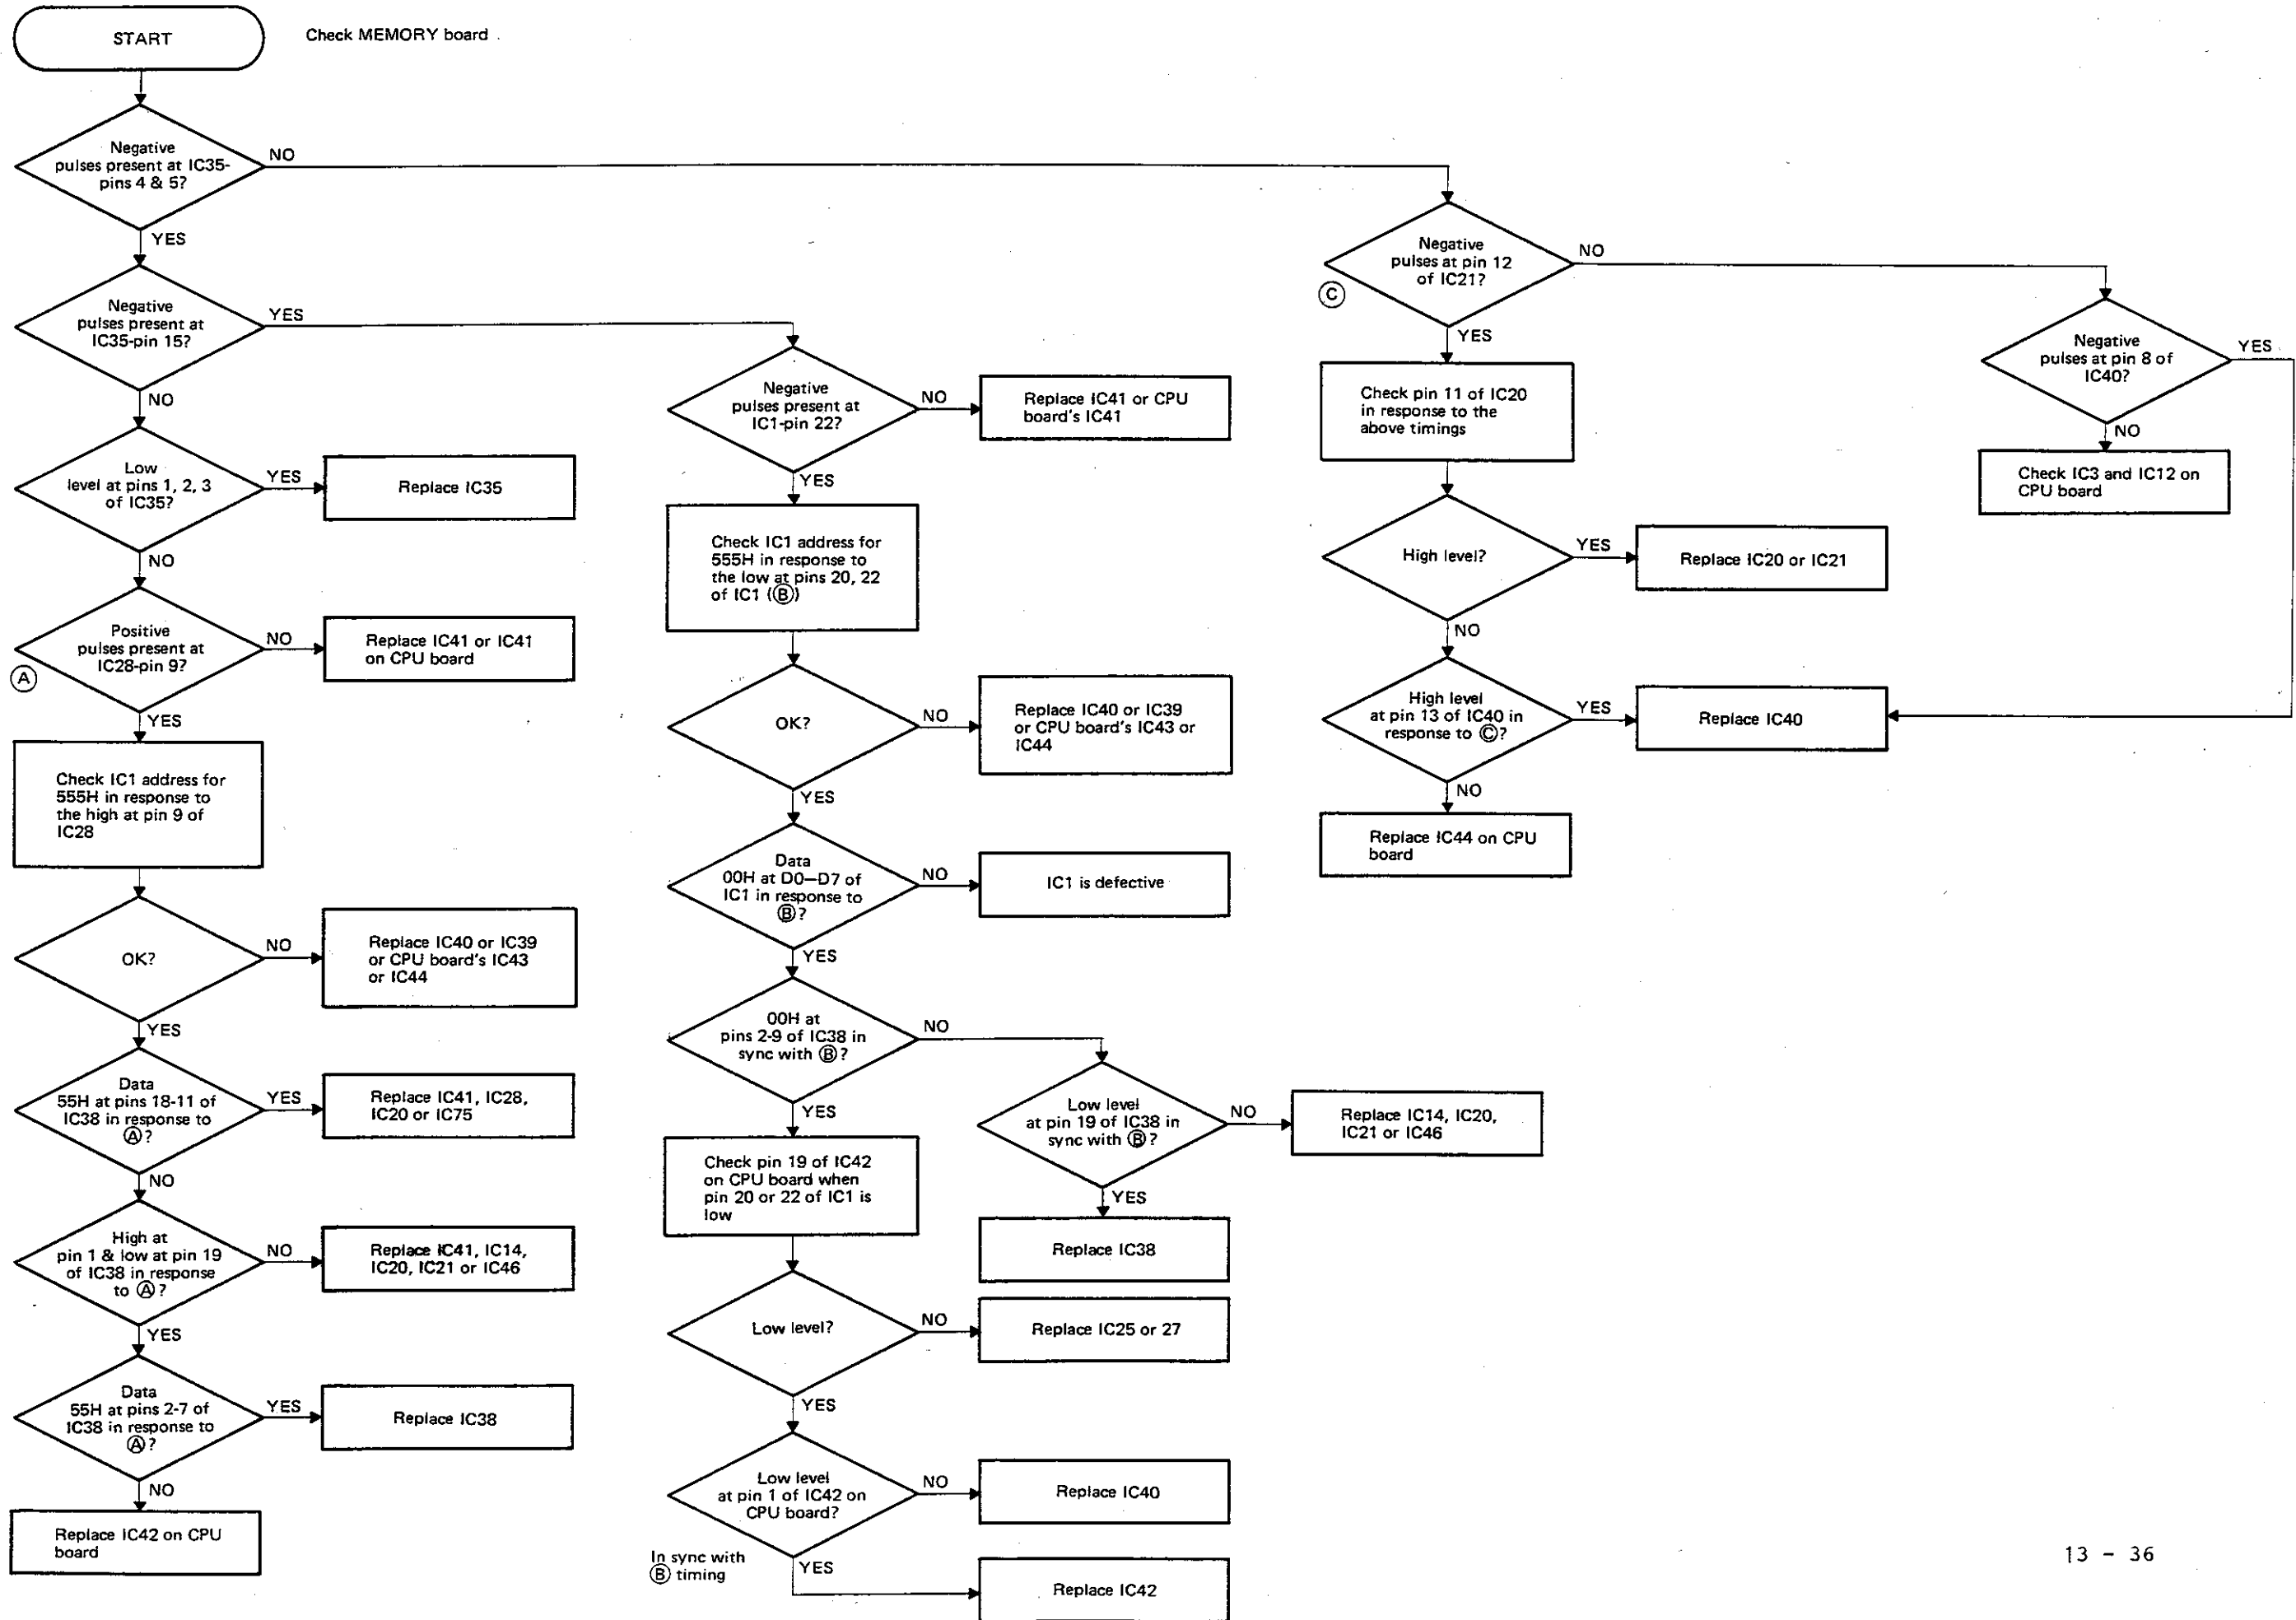 START
Check MEMORY board
Negative
pulses present at IC35-
pins 4 & 5?
NO
YES
Negative
pulses present at
IC35-pin 15?
YES
NO
Low
level at pins 1, 2, 3
of IC35?
YES
Replace IC35
NO
Positive
pulses present at
IC28-pin 9?
Ⓐ
NO
Replace IC41 or IC41
on CPU board
YES
Check IC1 address for
555H in response to
the high at pin 9 of
IC28
OK?
NO
Replace IC40 or IC39
or CPU board's IC43
or IC44
YES
Data
55H at pins 18-11 of
IC38 in response to
Ⓐ?
YES
Replace IC41, IC28,
IC20 or IC75
NO
High at
pin 1 & low at pin 19
of IC38 in response
to Ⓐ?
NO
Replace IC41, IC14,
IC20, IC21 or IC46
YES
Data
55H at pins 2-7 of
IC38 in response to
Ⓐ?
YES
Replace IC38
NO
Replace IC42 on CPU
board
Negative
pulses present at
IC1-pin 22?
NO
Replace IC41 or CPU
board's IC41
YES
Check IC1 address for
555H in response to
the low at pins 20, 22
of IC1 (Ⓑ)
OK?
NO
Replace IC40 or IC39
or CPU board's IC43 or
IC44
YES
Data
00H at D0—D7 of
IC1 in response to
Ⓑ?
NO
IC1 is defective
YES
00H at
pins 2-9 of IC38 in
sync with Ⓑ?
NO
Low level
at pin 19 of IC38 in
sync with Ⓑ?
NO
Replace IC14, IC20,
IC21 or IC46
YES
Replace IC38
YES
Check pin 19 of IC42
on CPU board when
pin 20 or 22 of IC1 is
low
Low level?
NO
Replace IC25 or 27
YES
Low level
at pin 1 of IC42 on
CPU board?
NO
Replace IC40
In sync with
Ⓑ timing
YES
Replace IC42
Negative
pulses at pin 12
of IC21?
Ⓒ
NO
YES
Check pin 11 of IC20
in response to the
above timings
High level?
YES
Replace IC20 or IC21
NO
High level
at pin 13 of IC40 in
response to Ⓒ?
YES
Replace IC40
NO
Replace IC44 on CPU
board
Negative
pulses at pin 8 of
IC40?
YES
NO
Check IC3 and IC12 on
CPU board
13 - 36